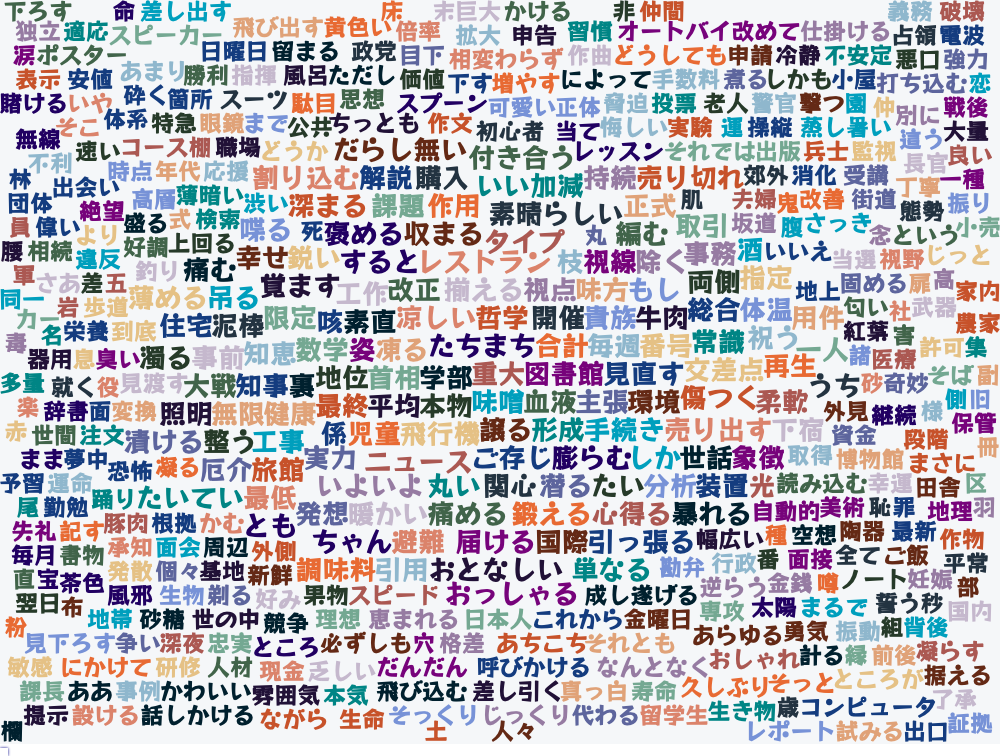 下ろす 命 差し出す 床 末 巨大 かける 非 仲間 義務 破壊
独立 適応 スピーカー 飛び出す 黄色い 倍率 拡大 申告 習慣 オートバイ 改めて 仕掛ける 占領 電波
涙 ポスター 日曜日 留まる 政党 目下 相変わらず 作曲 どうしても 申請 冷静 不安定 悪口 強力
表示 安値 あまり 勝利 指揮 風呂 ただし 価値 下す 増やす によって 手数料 煮る しかも 小屋 打ち込む 恋
賭ける いや 砕く 箇所 スーツ 駄目 思想 スプーン 可愛い 正体 脅迫 投票 老人 警官 撃つ 園 仲 別に 戦後
無線 そこ 体系 特急 眼鏡 まで 公共 ちっとも 作文 初心者 当て 悔しい 実験 運 操縦 蒸し暑い 違う 大量
不利 速い コース 棚 職場 どうか だらし無い 付き合う レッスン それでは 出版 兵士 監視 長官 良い
林 出会い 時点 年代 応援 割り込む 解説 購入 いい加減 持続 売り切れ 郊外 消化 受講 丁寧 一種
団体 絶望 高層 薄暗い 渋い 深まる 課題 作用 素晴らしい 正式 肌 夫婦 鬼 改善 街道 態勢 振り
員 偉い より 盛る 式 検索 喋る 死 褒める 収まる タイプ 丸 編む 取引 坂道 腹 さっき 念 という 小売
腰 相続 違反 好調 上回る 幸せ 鋭い すると レストラン 枝 視線 除く 事務 酒 いいえ 当選 視野 じっと
軍 さあ 差 五 釣り 痛む 覚ます 工作 改正 揃える 視点 味方 もし 両側 指定 地上 固める 扉 高 家内
同一 岩 歩道 薄める 吊る 限定 咳 素直 涼しい 哲学 開催 貴族 牛肉 総合 体温 用件 匂い 社 武器 農家
カー 名 栄養 到底 住宅 泥棒 姿 凍る たちまち 合計 毎週 番号 常識 祝う 一人 紅葉 害 許可 集
毒 器用 息 臭い 濁る 事前 知恵 数学 地位 首相 学部 重大 図書館 見直す 交差点 再生 諸 医療 そば 副
多量 就く 役 見渡す 大戦 知事 裏 最終 平均 本物 味噌 血液 主張 環境 傷つく 柔軟 うち 砂 奇妙 側 旧
楽 辞書 面 変換 照明 無限 健康 係 児童 飛行機 譲る 形成 手続き 売り出す 下宿 外見 継続 様 保管
赤 世間 注文 漬ける 整う 工事 実力 ニュース ご存じ 膨らむ しか 世話 象徴 取得 資金 段階 冊
まま 夢中 恐怖 凝る 厄介 旅館 いよいよ 丸い 関心 潜る たい 分析 装置 光 読み込む 博物館 幸運 まさに
予習 運命 踊り たいてい 最低 発想 暖かい 痛める 鍛える 心得る 暴れる 自動的 美術 恥 罪 田舎 区
尾 勤勉 豚肉 根拠 かむ とも ちゃん 避難 届ける 国際 引っ張る 幅広い 種 空想 陶器 最新 地理 羽
失礼 記す 承知 面会 周辺 外側 調味料 引用 おとなしい 単なる 勘弁 行政 番 面接 全て ご飯 作物
毎月 書物 発散 個々 基地 新鮮 男物 スピード おっしゃる 成し遂げる 逆らう 金銭 噂 ノート 妊娠 平常
直 宝 茶色 風邪 生物 剃る 好み 理想 恵まれる 日本人 これから 金曜日 専攻 太陽 まるで 誓う 秒 部
翌日 布 地帯 砂糖 世の中 競争 ところ 必ずしも 穴 格差 あちこち それとも あらゆる 勇気 振動 組 背後 国内
粉 見下ろす 争い 深夜 忠実 現金 乏しい だんだん 呼びかける なんとなく おしゃれ 計る 縁 前後 凝らす
敏感 にかけて 研修 人材 雰囲気 本気 飛び込む 差し引く 真っ白 寿命 久しぶり そっと ところが 据える
課長 ああ 事例 かわいい ながら 生命 そっくり じっくり 代わる 留学生 生き物 歳 コンピュータ 了承
欄 提示 設ける 話しかける 土 人々 レポート 試みる 出口 証拠